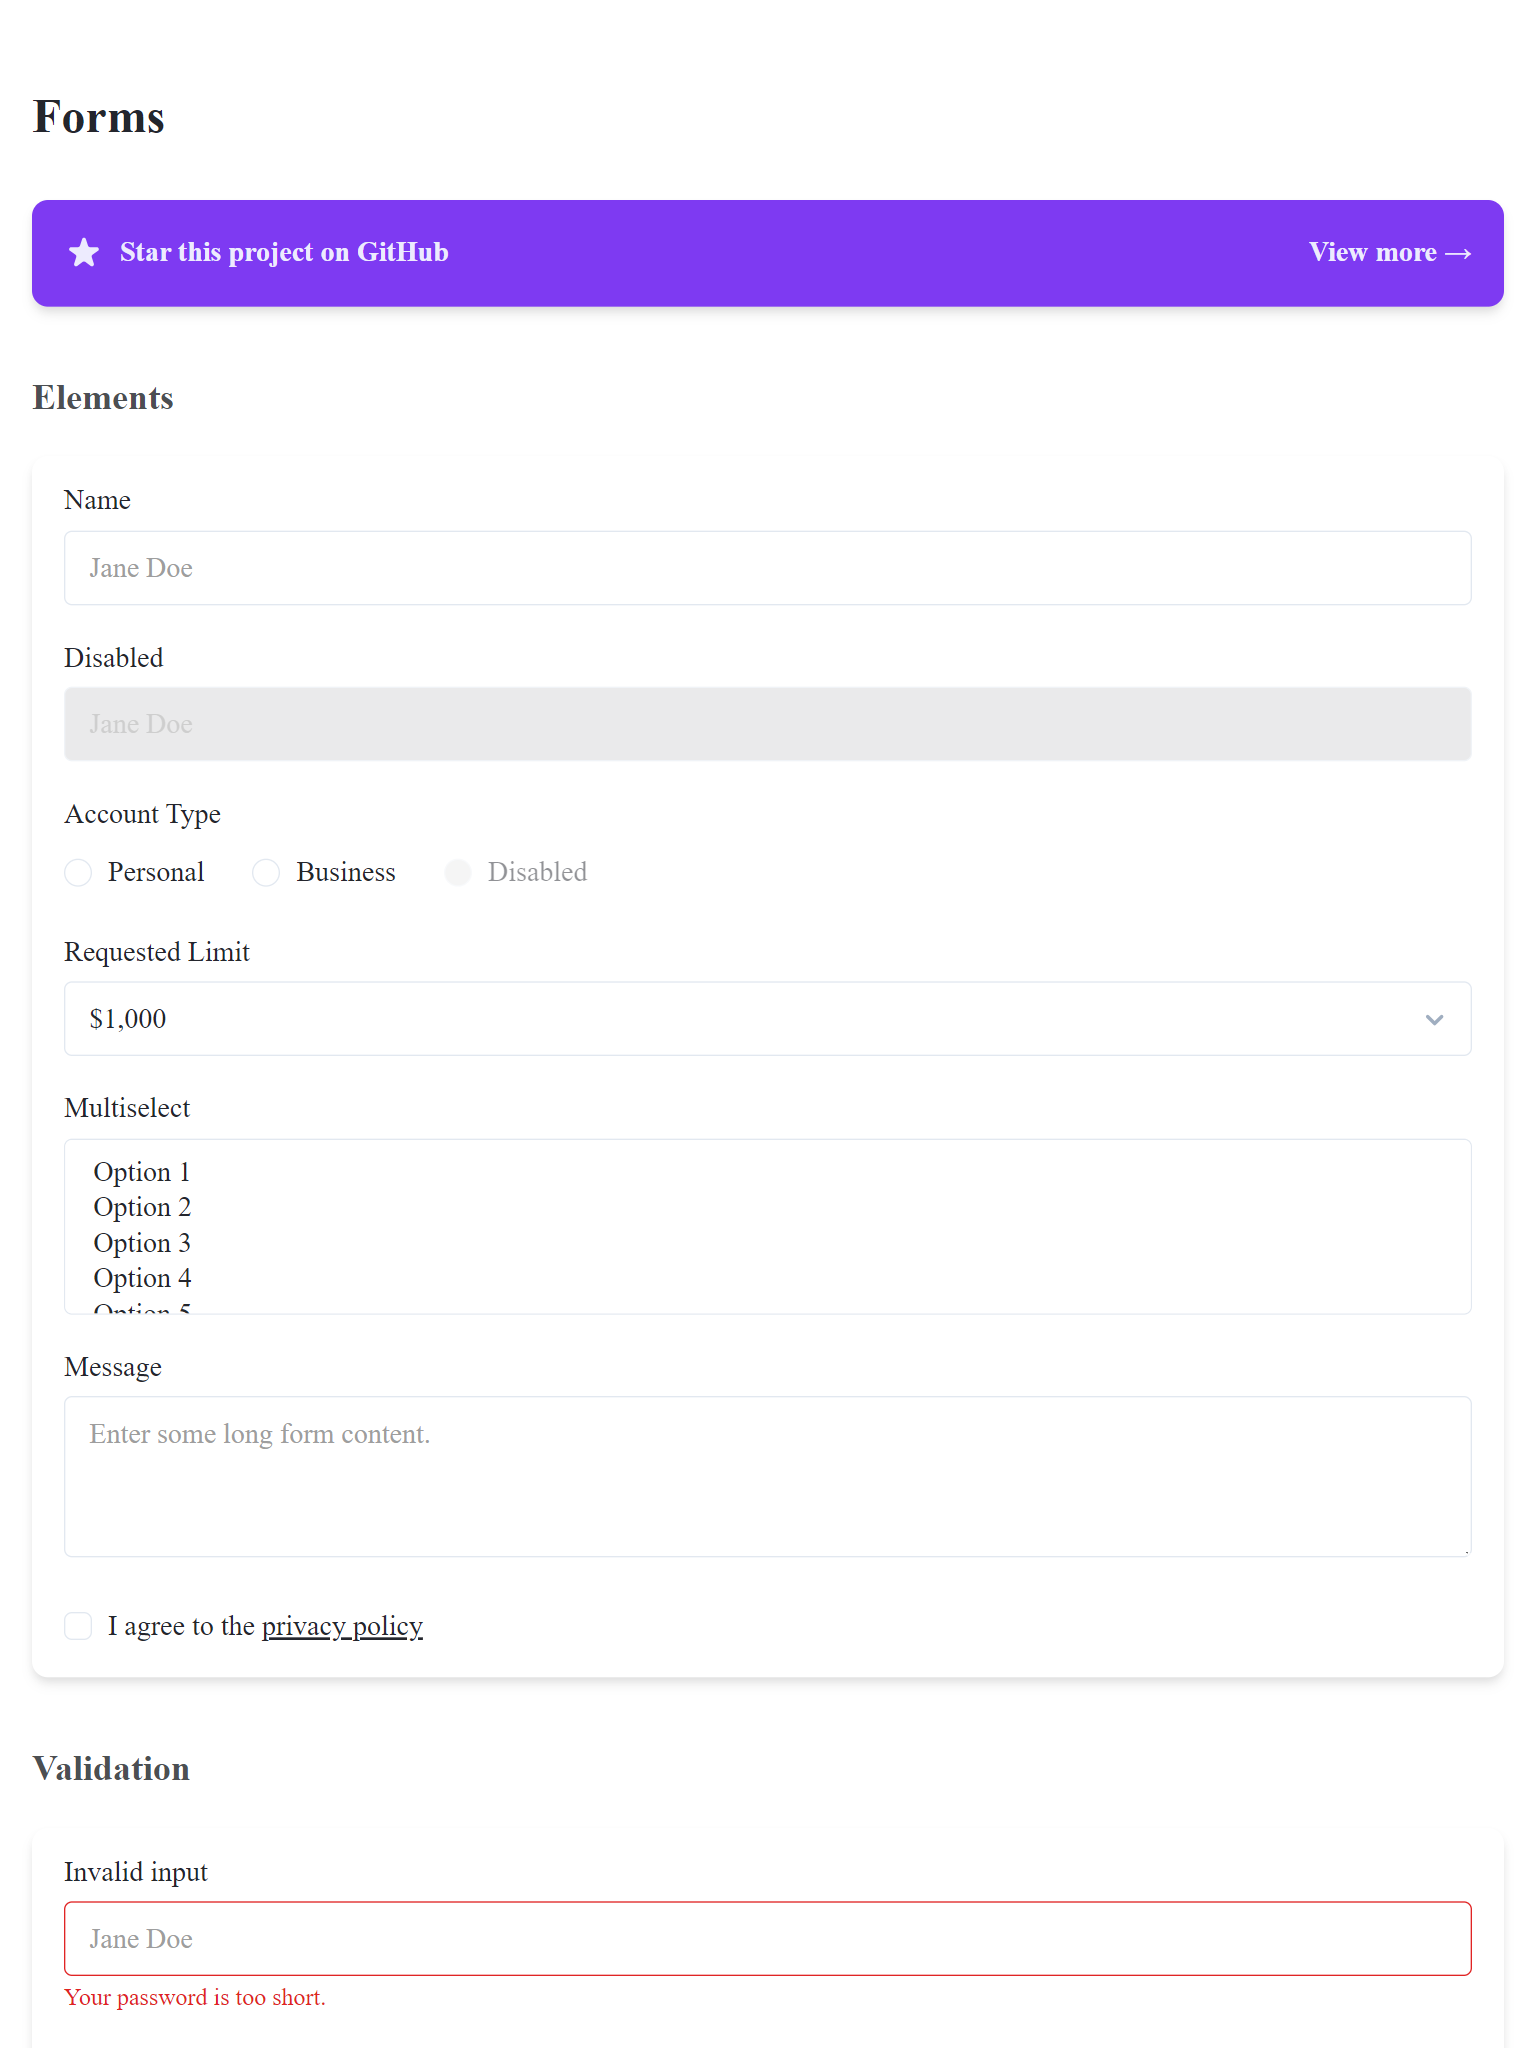 Forms
Star this project on GitHub
View more →
Elements
Name
Jane Doe
Disabled
Jane Doe
Account Type
Personal
Business
Disabled
Requested Limit
$1,000
Multiselect
Option 1
Option 2
Option 3
Option 4
Option 5
Message
Enter some long form content.
I agree to the privacy policy
Validation
Invalid input
Jane Doe
Your password is too short.